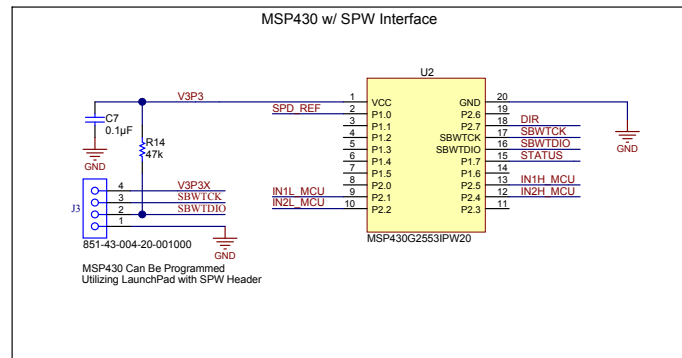 MSP430 w/ SPW Interface
U2
V3P3
1
VCC
GND
20
SPD_REF
2
P1.0
P2.6
19
3
P1.1
P2.7
18
DIR
4
P1.2
SBWTCK
17
SBWTCK
5
P1.3
SBWTDIO
16
SBWTDIO
6
P1.4
P1.7
15
STATUS
7
P1.5
P1.6
14
8
P2.0
P2.5
13
IN1H_MCU
IN1L_MCU
9
P2.1
P2.4
12
IN2H_MCU
IN2L_MCU
10
P2.2
P2.3
11
MSP430G2553IPW20
GND
C7
0.1µF
GND
R14
47k
J3
4
V3P3X
3
SBWTCK
2
SBWTDIO
1
GND
851-43-004-20-001000
MSP430 Can Be Programmed
Utilizing LaunchPad with SPW Header